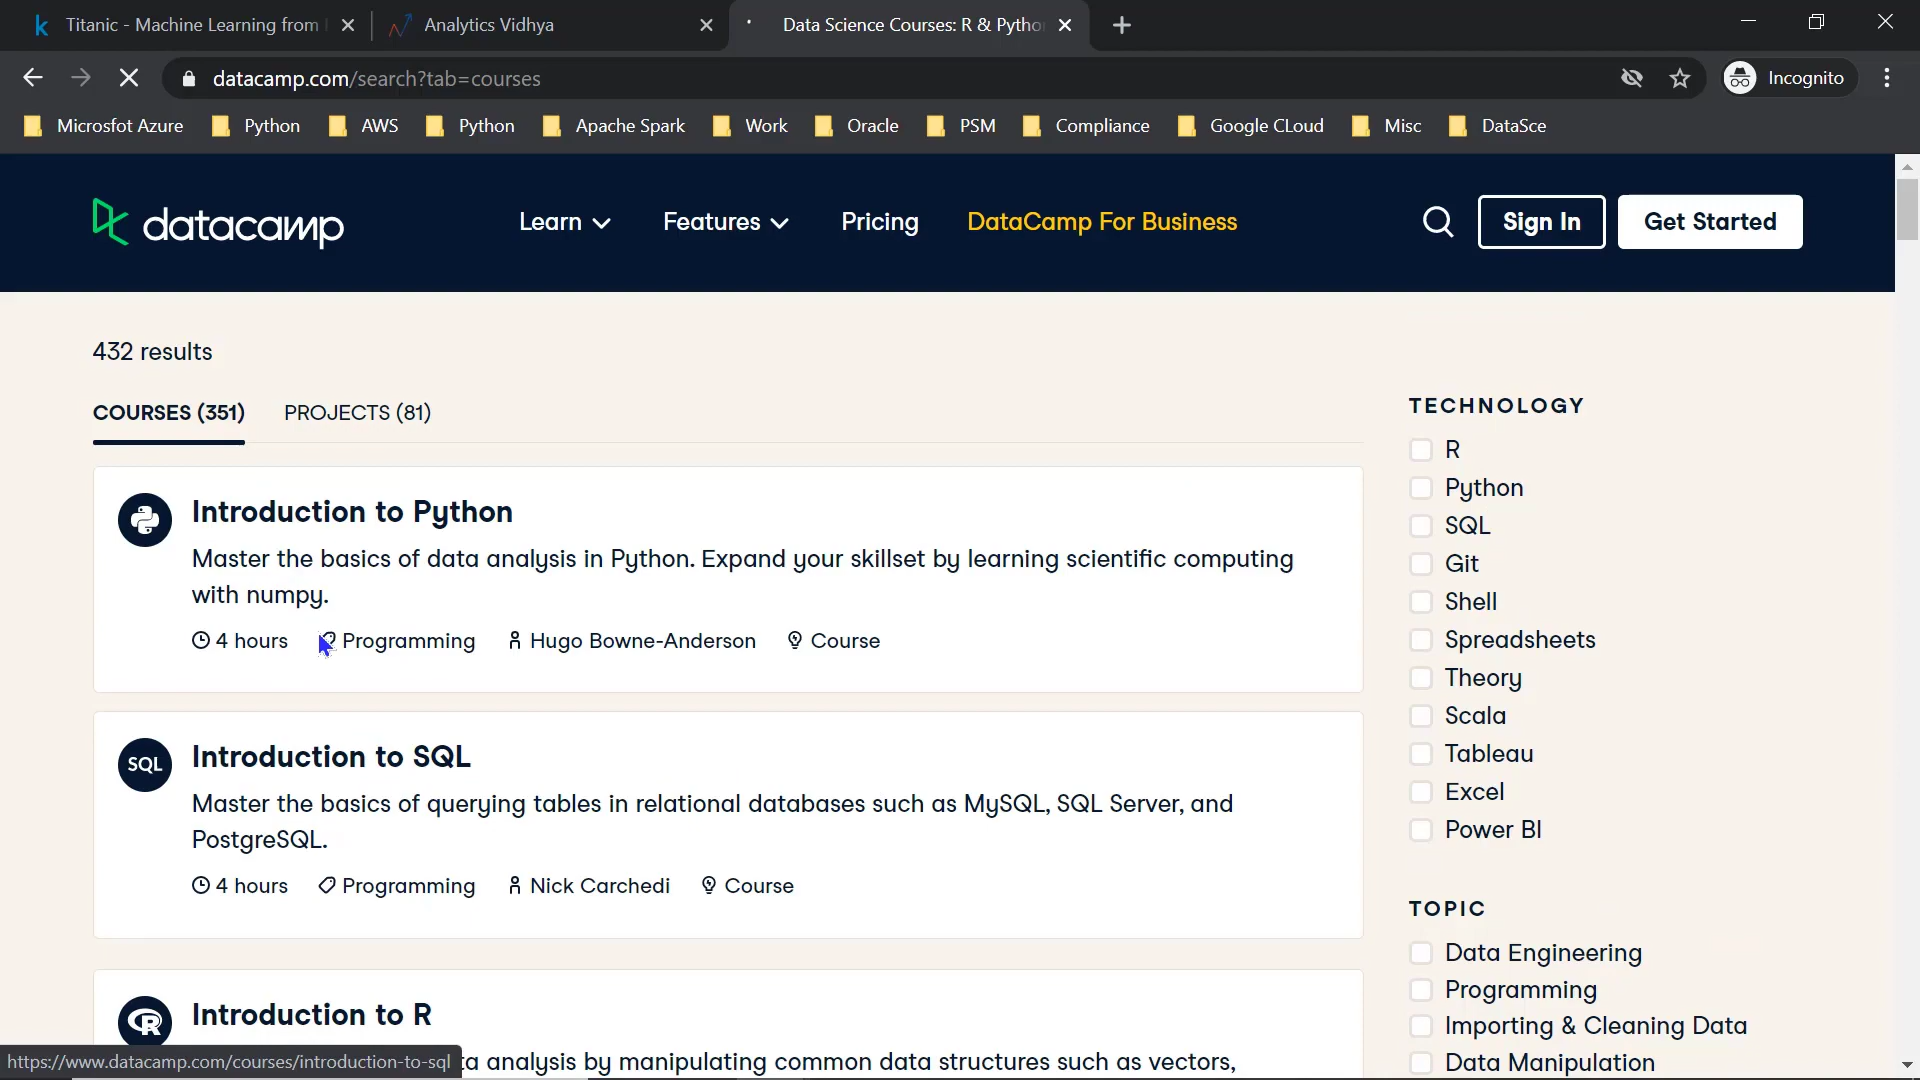 Titanic - Machine Learning from
Analytics Vidhya
Data Science Courses: R & Pytho
datacamp.com/search?tab=courses
Incognito
Microsfot Azure
Python
AWS
Python
Apache Spark
Work
Oracle
PSM
Compliance
Google CLoud
Misc
DataSce
datacamp
Learn
Features
Pricing
DataCamp For Business
Sign In
Get Started
432 results
COURSES (351)
PROJECTS (81)
Introduction to Python
Master the basics of data analysis in Python. Expand your skillset by learning scientific computing
with numpy.
4 hours
Programming
Hugo Bowne-Anderson
Course
SQL
Introduction to SQL
Master the basics of querying tables in relational databases such as MySQL, SQL Server, and
PostgreSQL.
4 hours
Programming
Nick Carchedi
Course
R
Introduction to R
ta analysis by manipulating common data structures such as vectors,
https://www.datacamp.com/courses/introduction-to-sql
TECHNOLOGY
R
Python
SQL
Git
Shell
Spreadsheets
Theory
Scala
Tableau
Excel
Power BI
TOPIC
Data Engineering
Programming
Importing & Cleaning Data
Data Manipulation